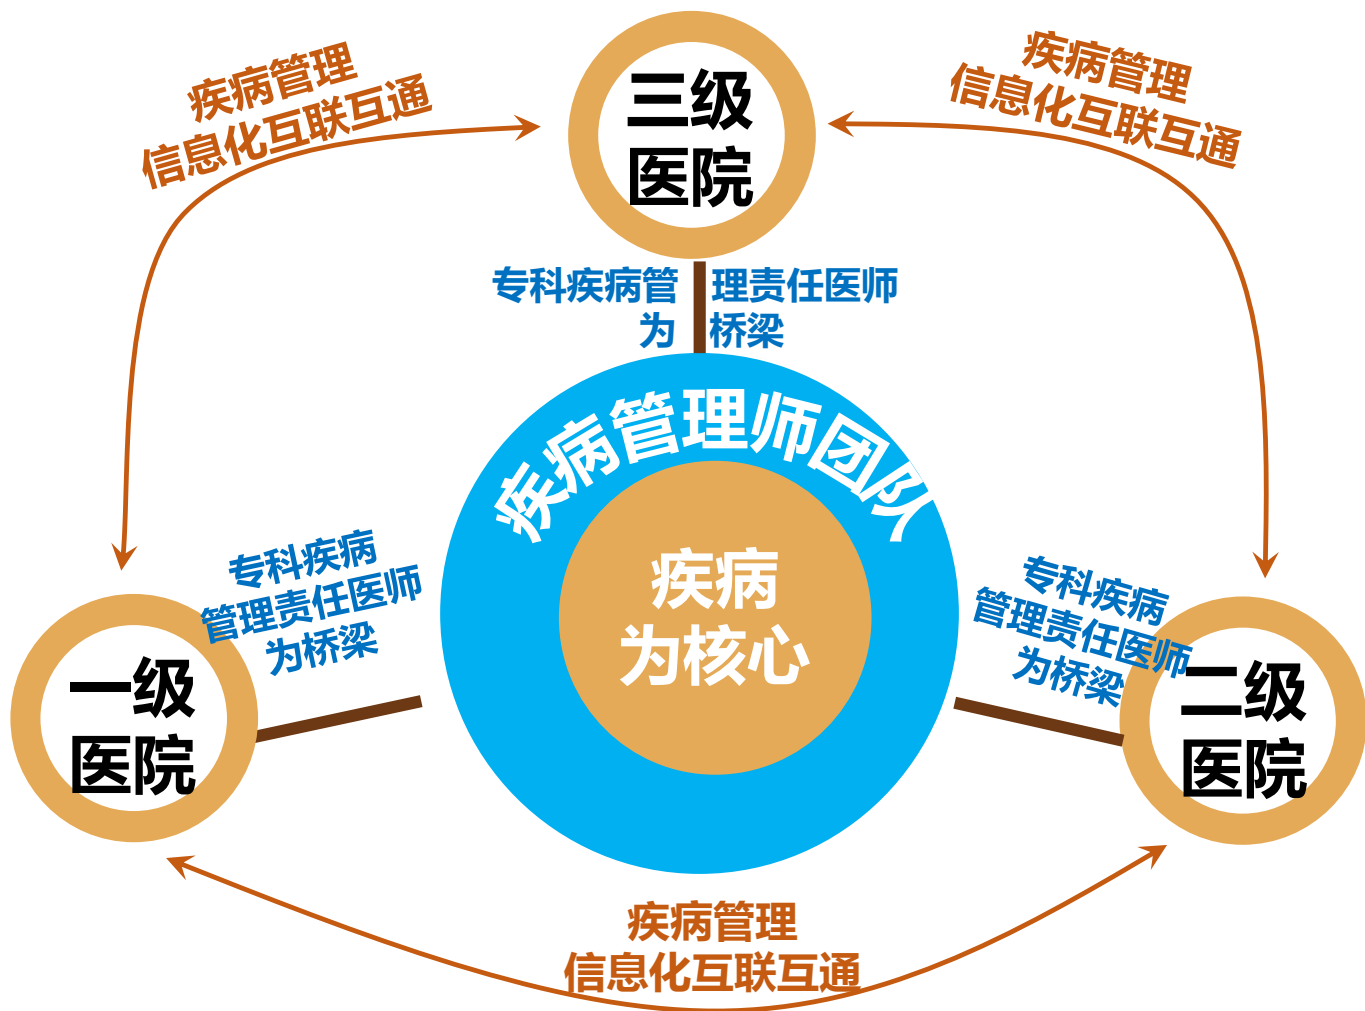 疾病管理
信息化互联互通
三级
医院
疾病管理
信息化互联互通
专科疾病管 理责任医师
为 桥梁
疾病管理师团队
疾病
为核心
专科疾病
管理责任医师
为桥梁
一级
医院
专科疾病
管理责任医师
为桥梁
二级
医院
疾病管理
信息化互联互通